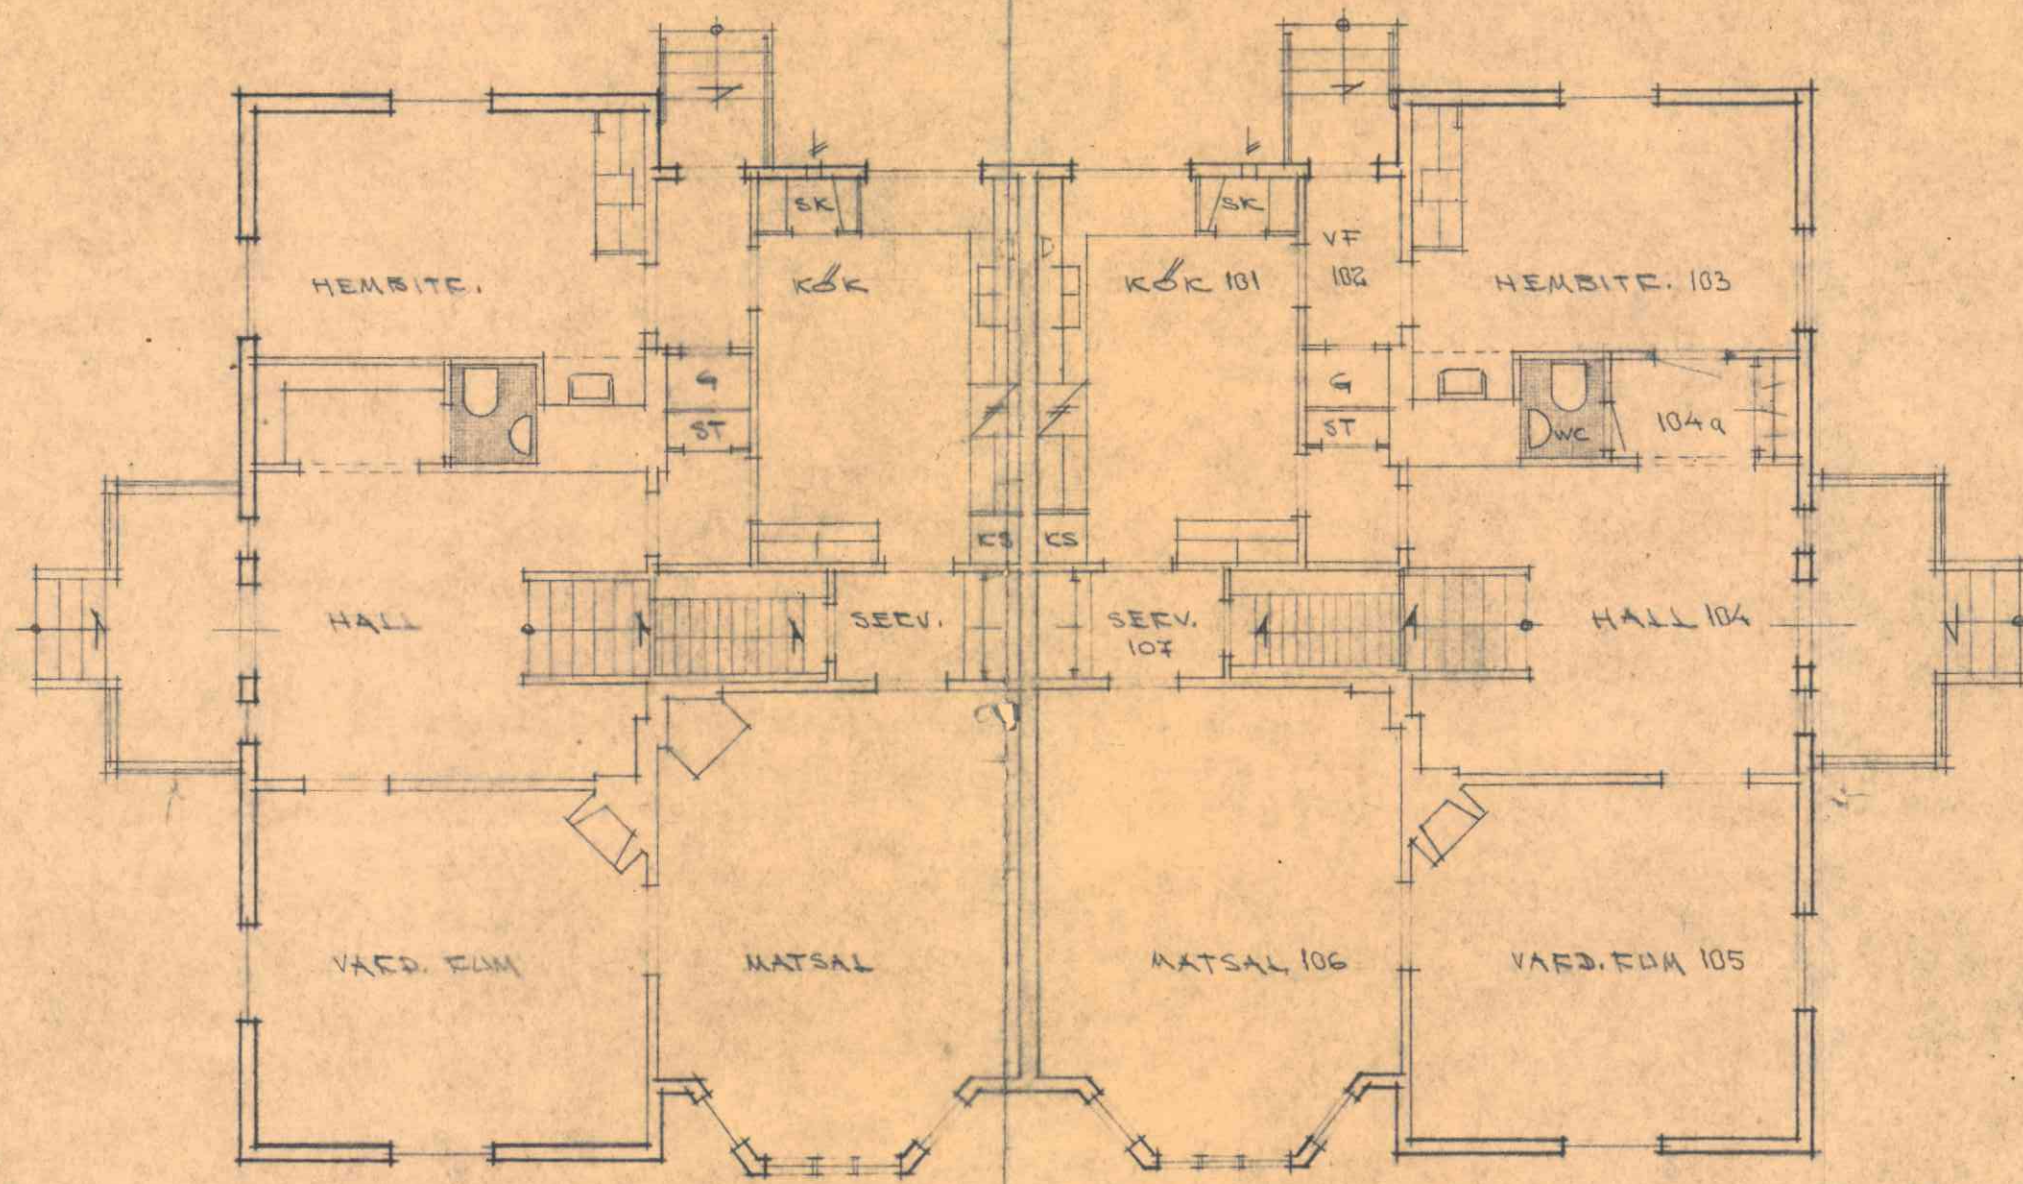 SK
SK
VF
102
HEMBITR.
KÖK
KÖK 101
HEMBITR. 103
G
G
ST
ST
WC
104a
KS
KS
HALL
SERV.
SERV.
107
HALL 104
VARD. RUM
MATSAL
MATSAL 106
VARD. RUM 105